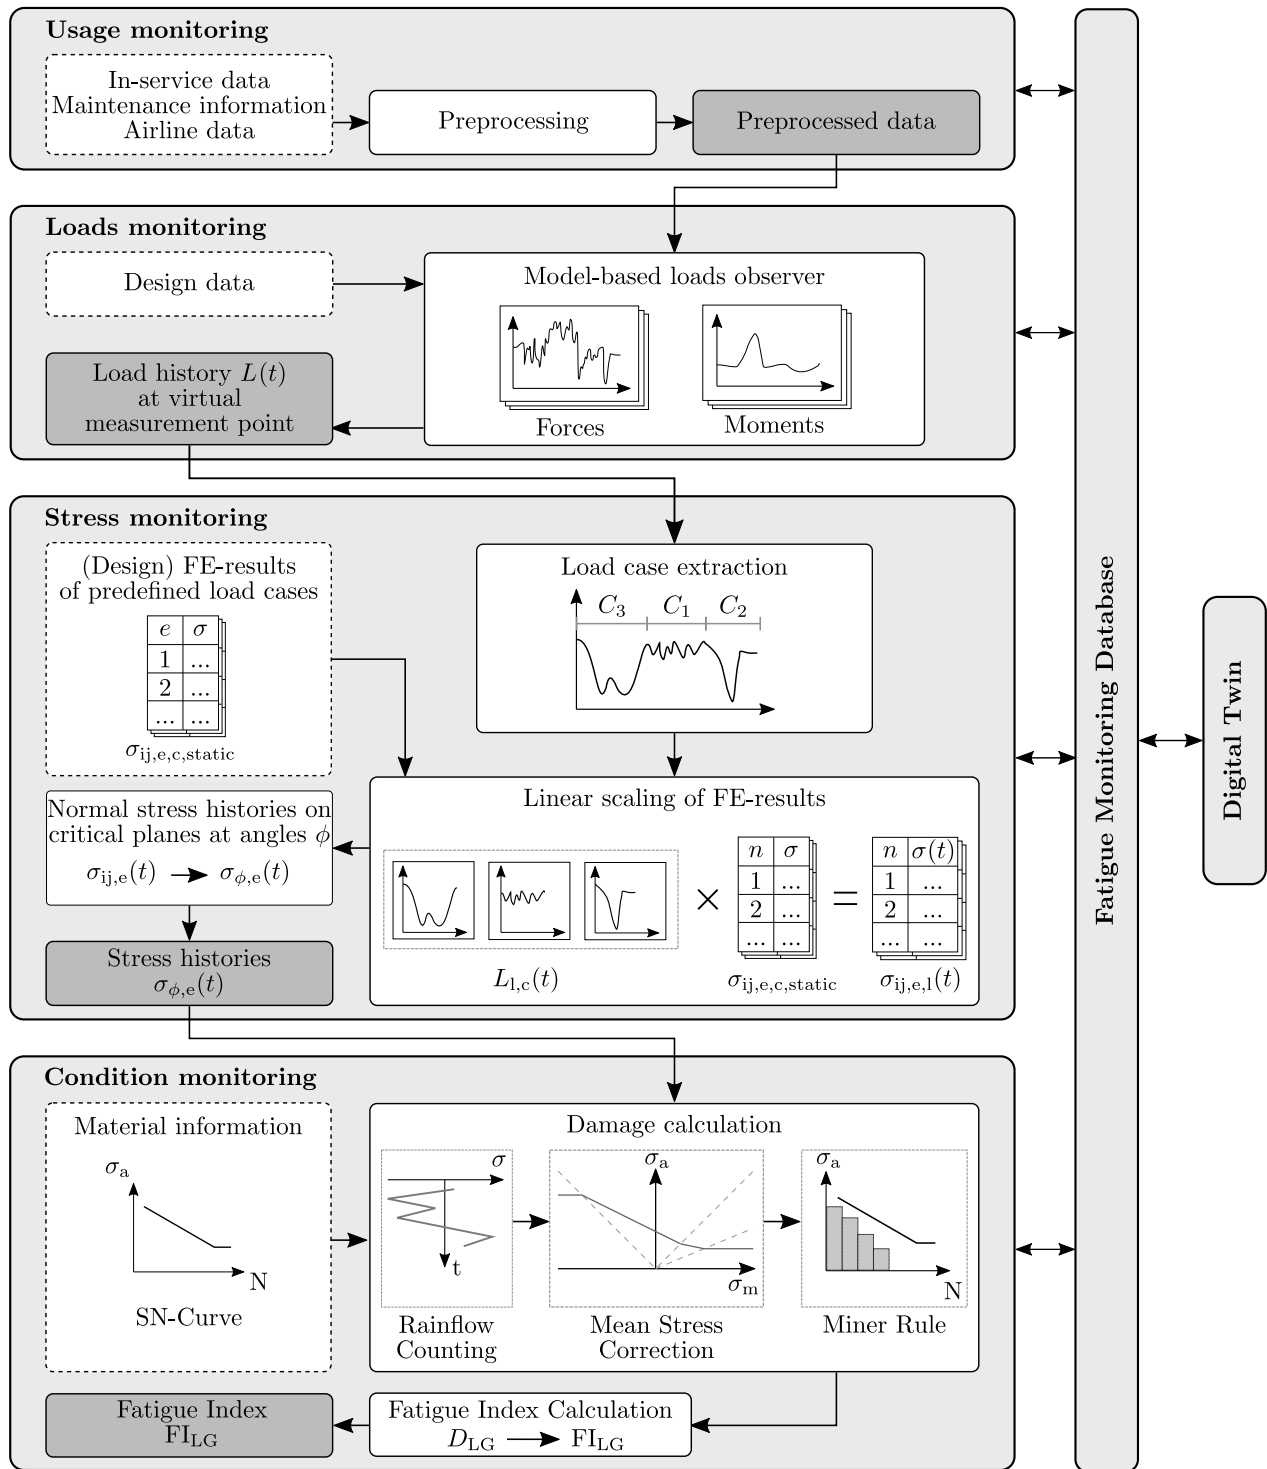 Usage monitoring
In-service data
Maintenance information
Airline data
Preprocessing
Preprocessed data
Loads monitoring
Design data
Model-based loads observer
Forces
Moments
Load history L(t)
at virtual
measurement point
Stress monitoring
(Design) FE-results
of predefined load cases
e σ
1 ...
2 ...
... ...
σij,e,c,static
Load case extraction
C3 C1 C2
Linear scaling of FE-results
Ll,c(t)
×
n σ
1 ...
2 ...
... ...
σij,e,c,static
=
n σ(t)
1 ...
2 ...
... ...
σij,e,l(t)
Normal stress histories on
critical planes at angles ϕ
σij,e(t) → σϕ,e(t)
Stress histories
σϕ,e(t)
Condition monitoring
Material information
σa
N
SN-Curve
Damage calculation
σ
t
Rainflow
Counting
σa
σm
Mean Stress
Correction
σa
N
Miner Rule
Fatigue Index Calculation
DLG → FILG
Fatigue Index
FILG
Fatigue Monitoring Database
Digital Twin